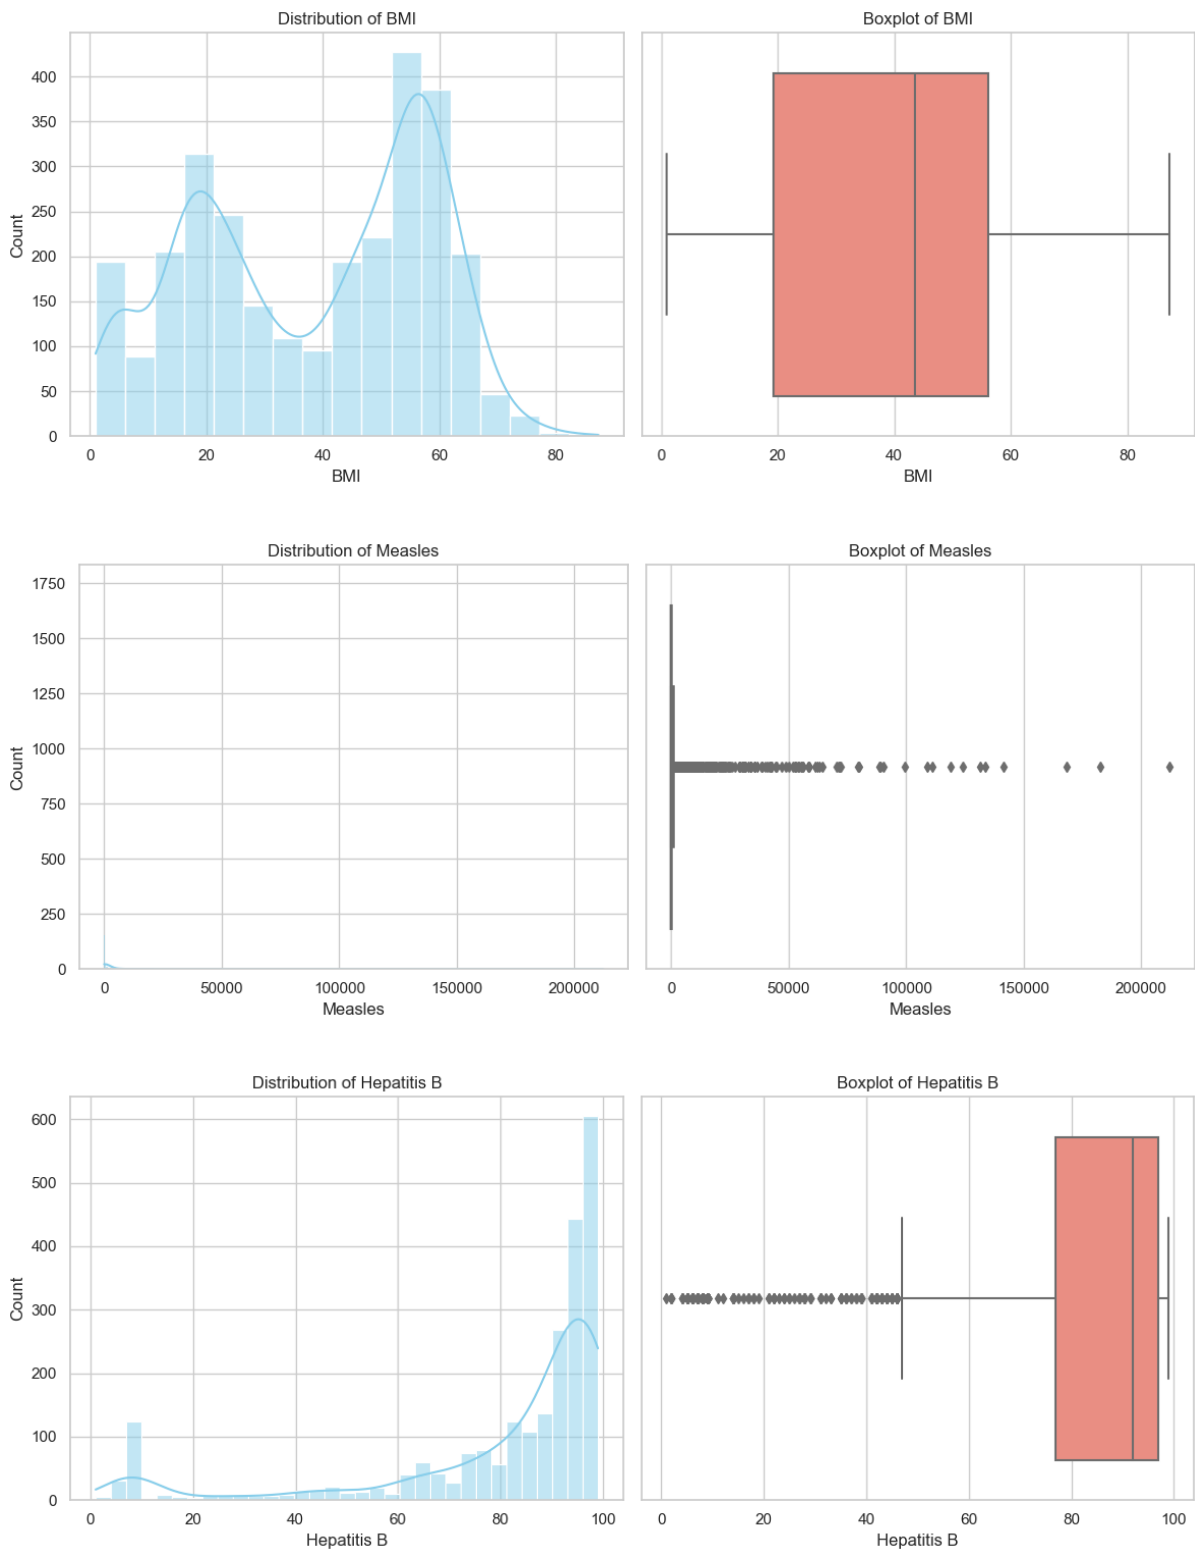 Distribution of BMI
Boxplot of BMI
400
350
300
250
200
150
100
50
0
Count
0 20 40 60 80
BMI
0 20 40 60 80
BMI
Distribution of Measles
Boxplot of Measles
1750
1500
1250
1000
750
500
250
0
Count
0 50000 100000 150000 200000
Measles
0 50000 100000 150000 200000
Measles
Distribution of Hepatitis B
Boxplot of Hepatitis B
600
500
400
300
200
100
0
Count
0 20 40 60 80 100
Hepatitis B
0 20 40 60 80 100
Hepatitis B